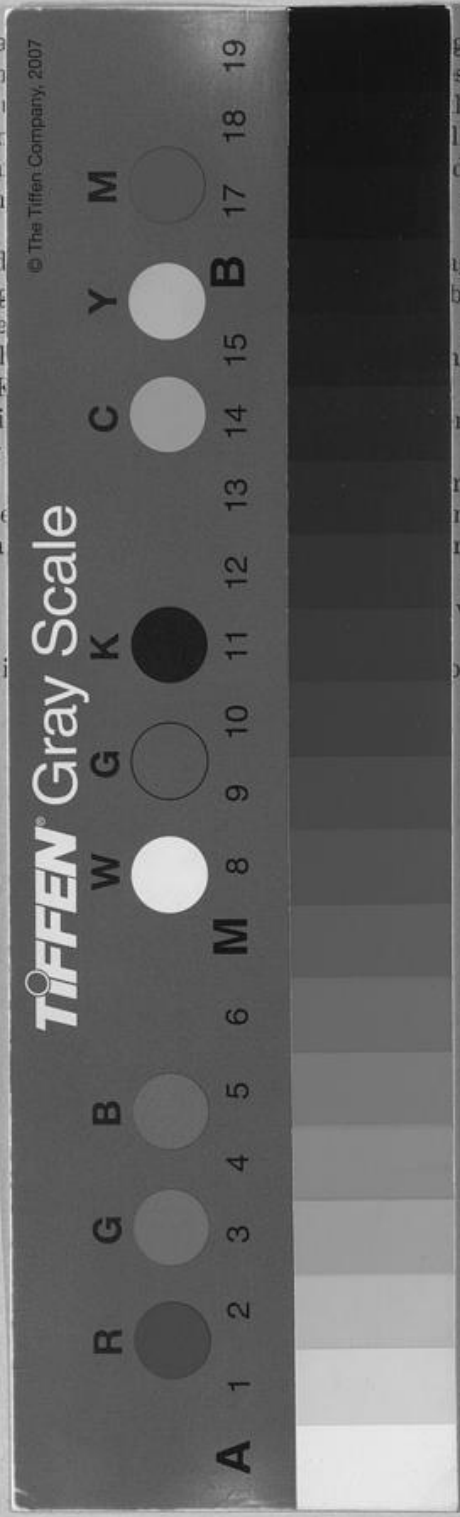 TIFFEN® Gray Scale
© The Tiffen Company, 2007
R G B W G K C Y M
A 1 2 3 4 5 6 M 8 9 10 11 12 13 14 15 B 17 18 19